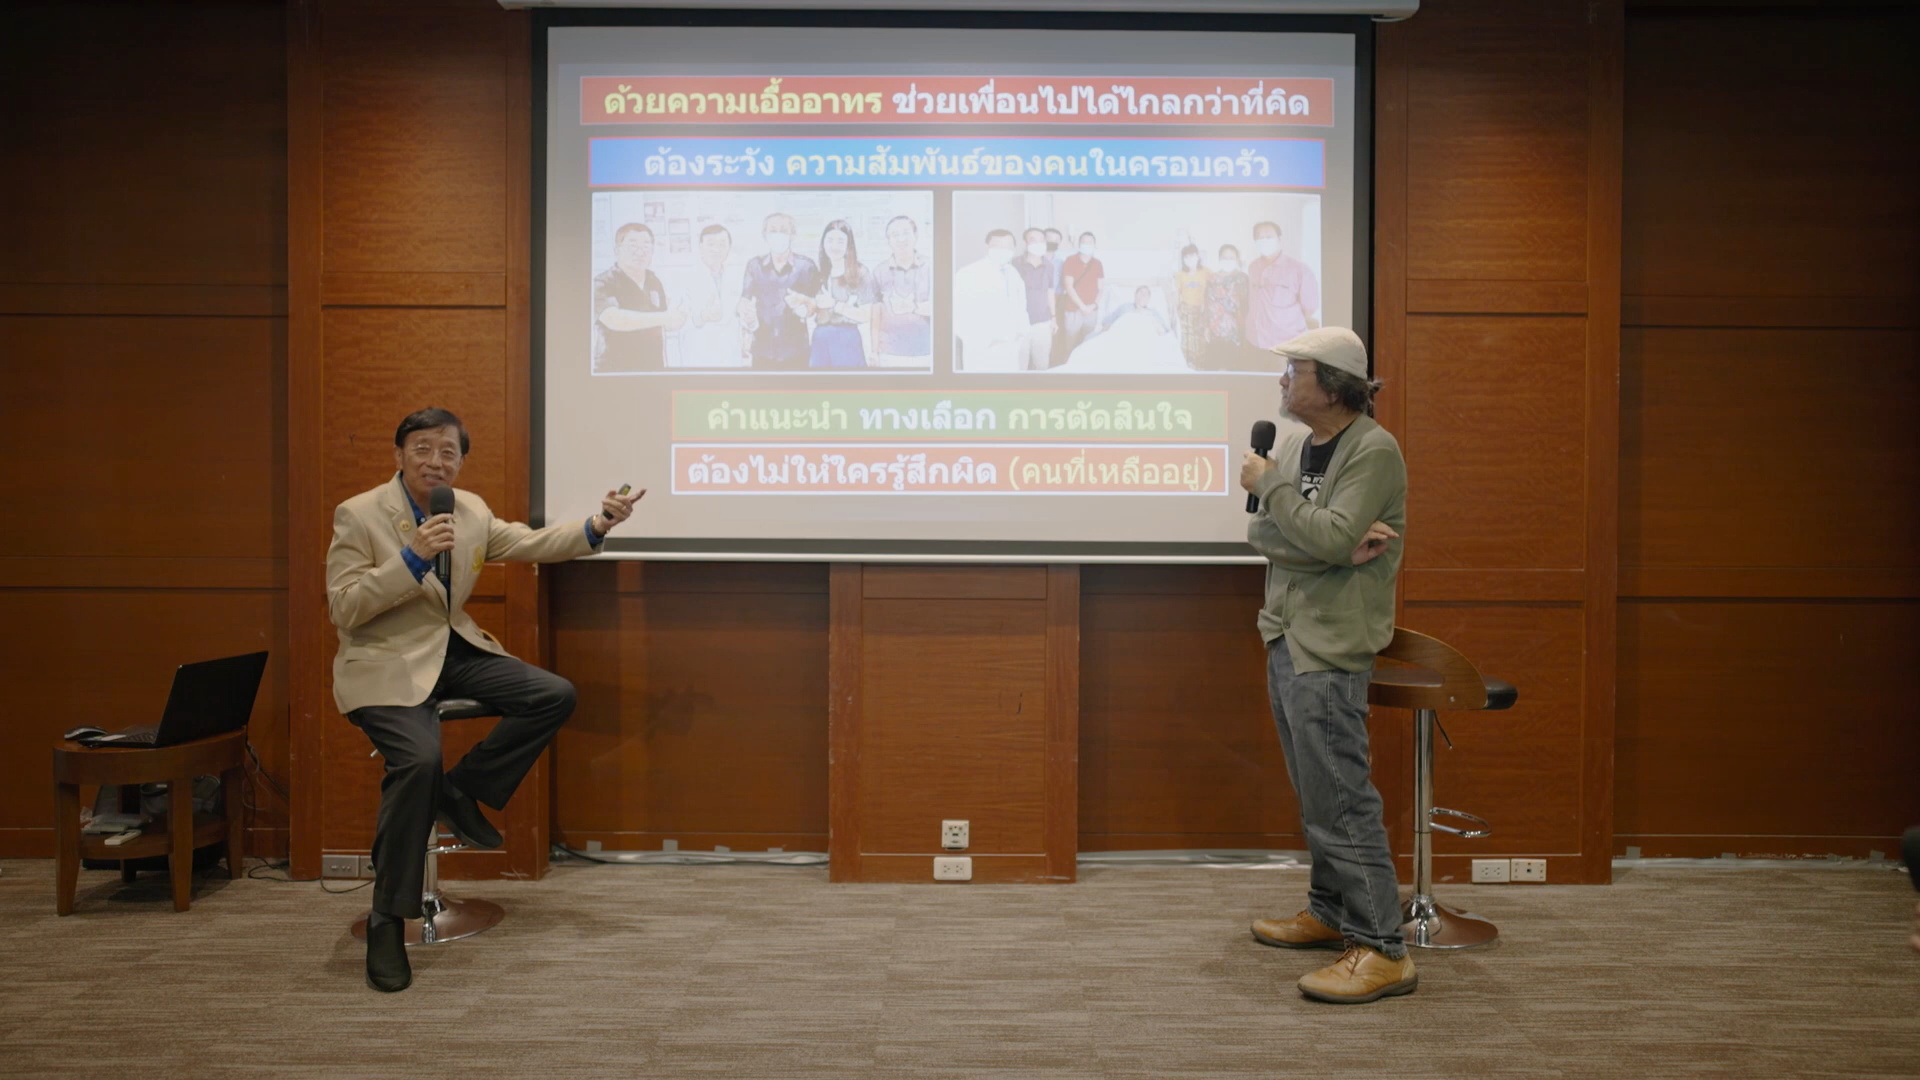 ด้วยความเอื้ออาทร ช่วยเพื่อนไปได้ไกลกว่าที่คิด
ต้องระวัง ความสัมพันธ์ของคนในครอบครัว
คำแนะนำ ทางเลือก การตัดสินใจ
ต้องไม่ให้ใครรู้สึกผิด (คนที่เหลืออยู่)